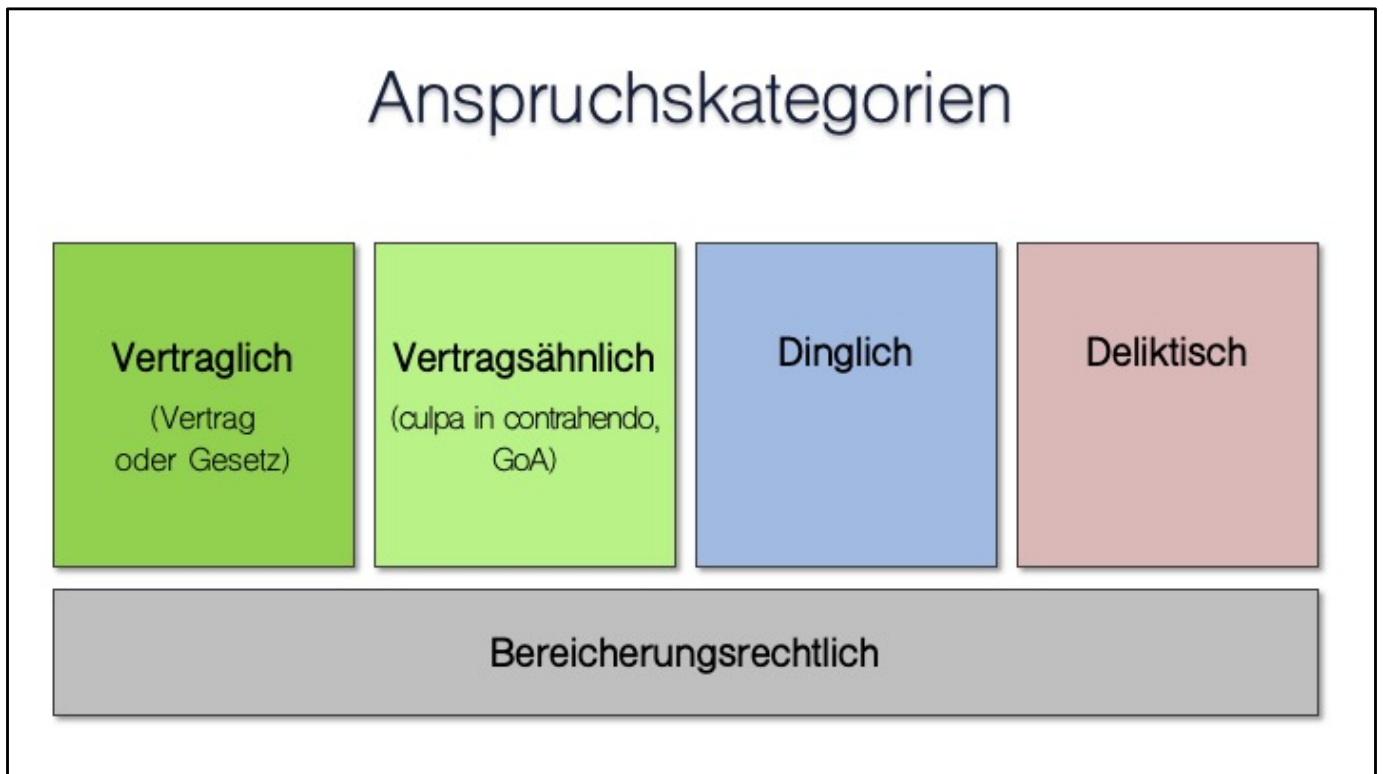 Anspruchskategorien
Vertraglich
(Vertrag
oder Gesetz)
Vertragsähnlich
(culpa in contrahendo,
GoA)
Dinglich
Deliktisch
Bereicherungsrechtlich